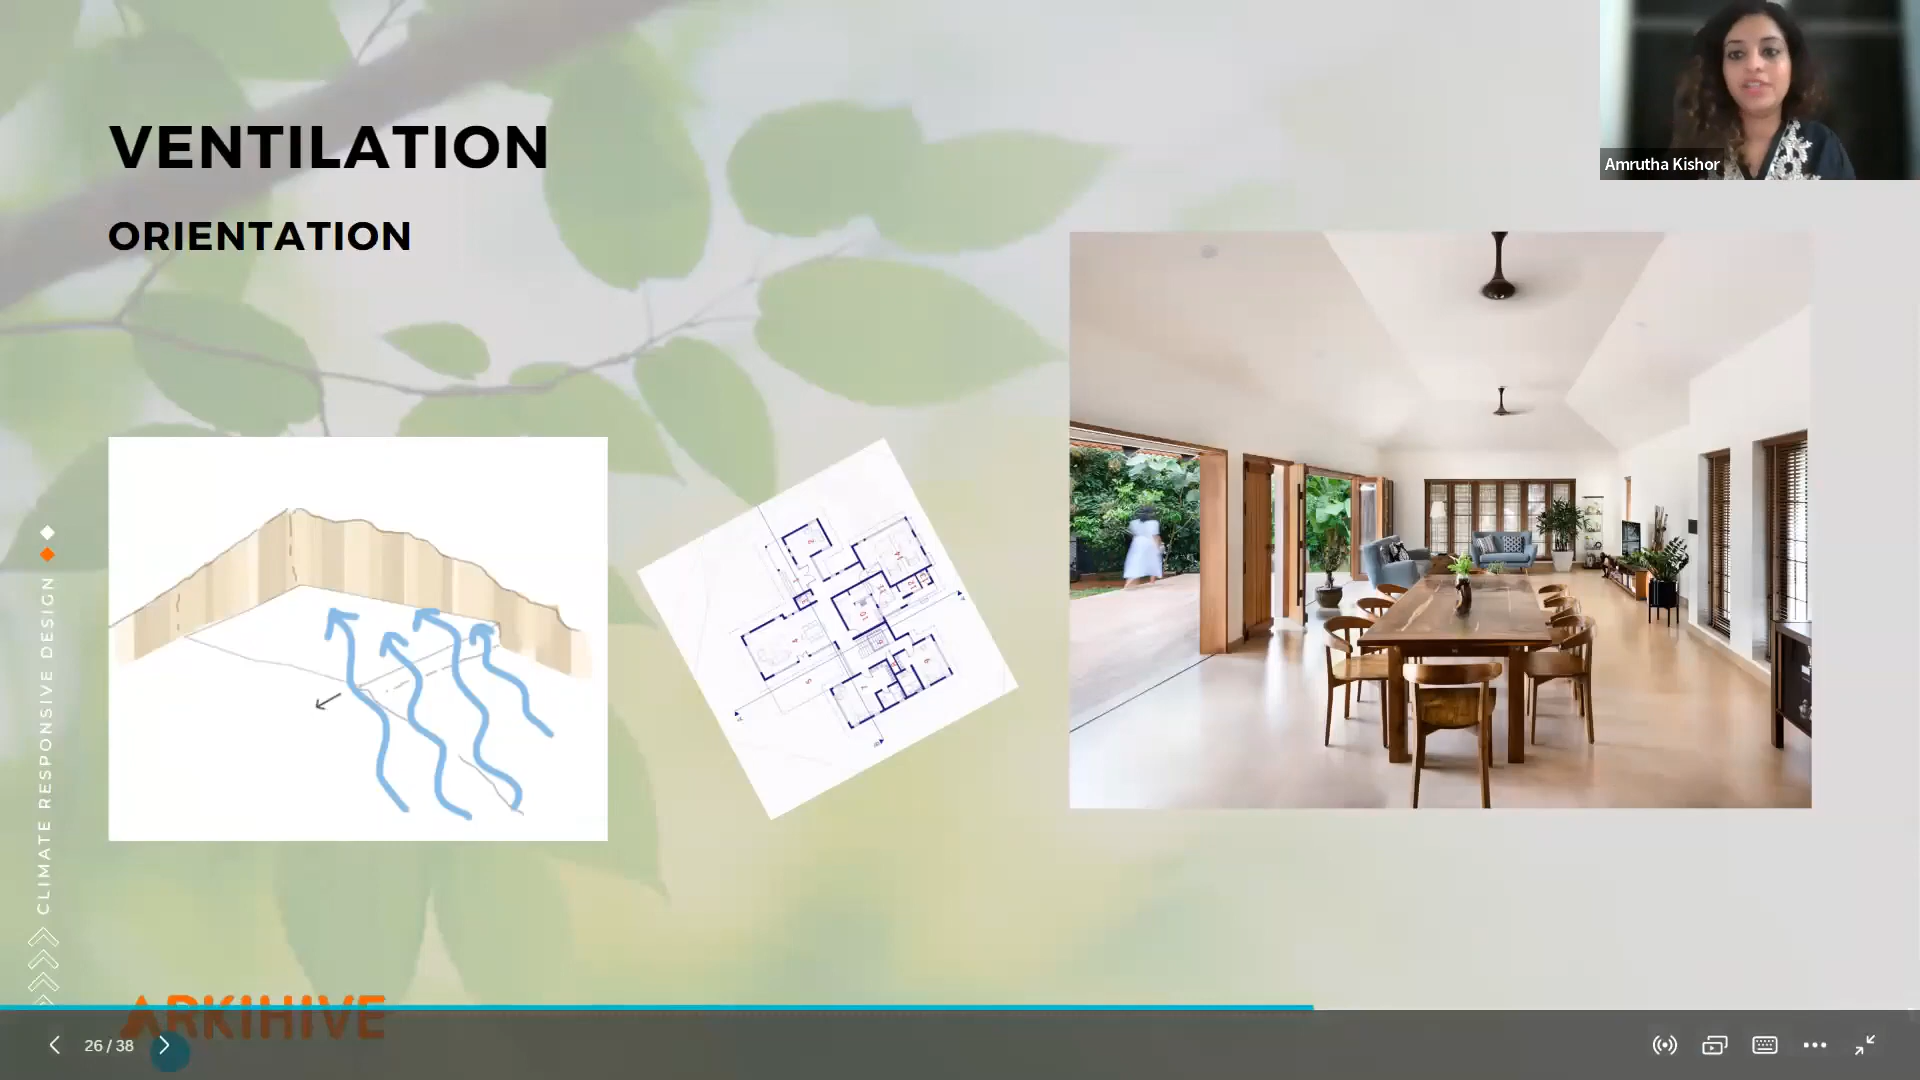 VENTILATION
ORIENTATION
Amrutha Kishor
CLIMATE RESPONSIVE DESIGN
ARKIHIVE
26 / 38